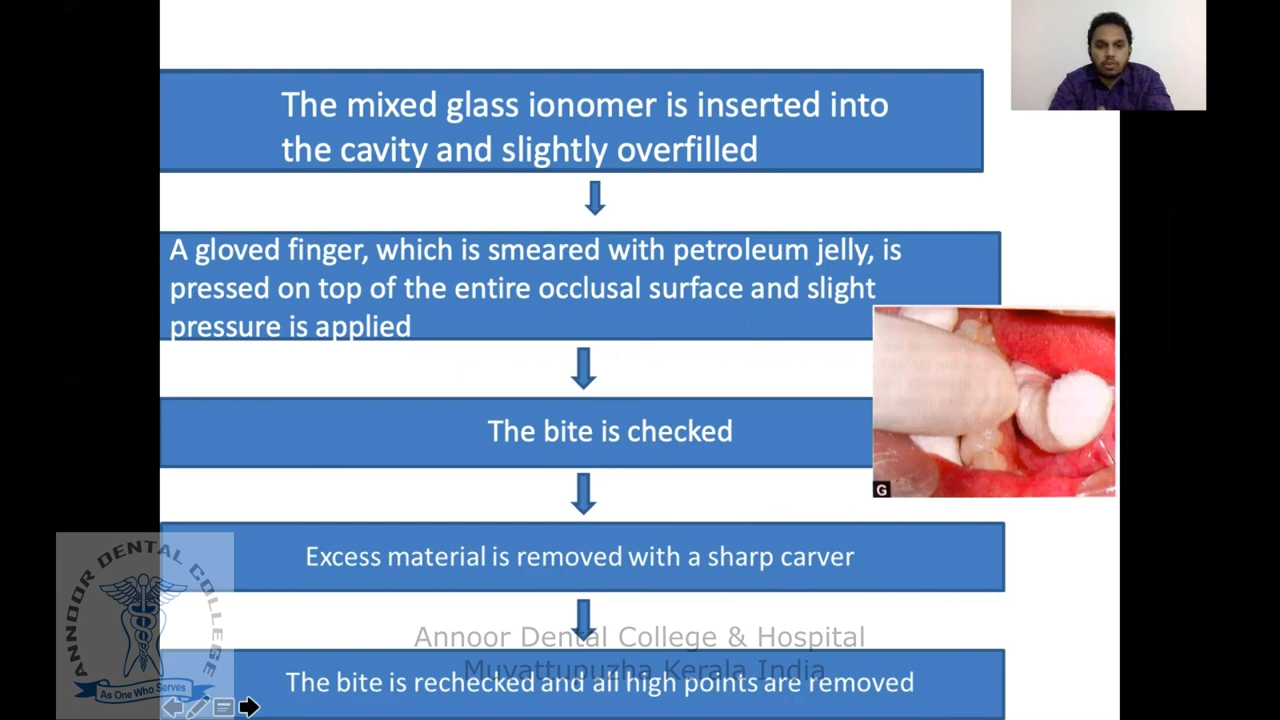 The mixed glass ionomer is inserted into
the cavity and slightly overfilled
A gloved finger, which is smeared with petroleum jelly, is
pressed on top of the entire occlusal surface and slight
pressure is applied
The bite is checked
G
Excess material is removed with a sharp carver
ANNOOR DENTAL COLLEGE
As One Who Serves
Annoor Dental College & Hospital
Muvattupuzha Kerala India
The bite is rechecked and all high points are removed